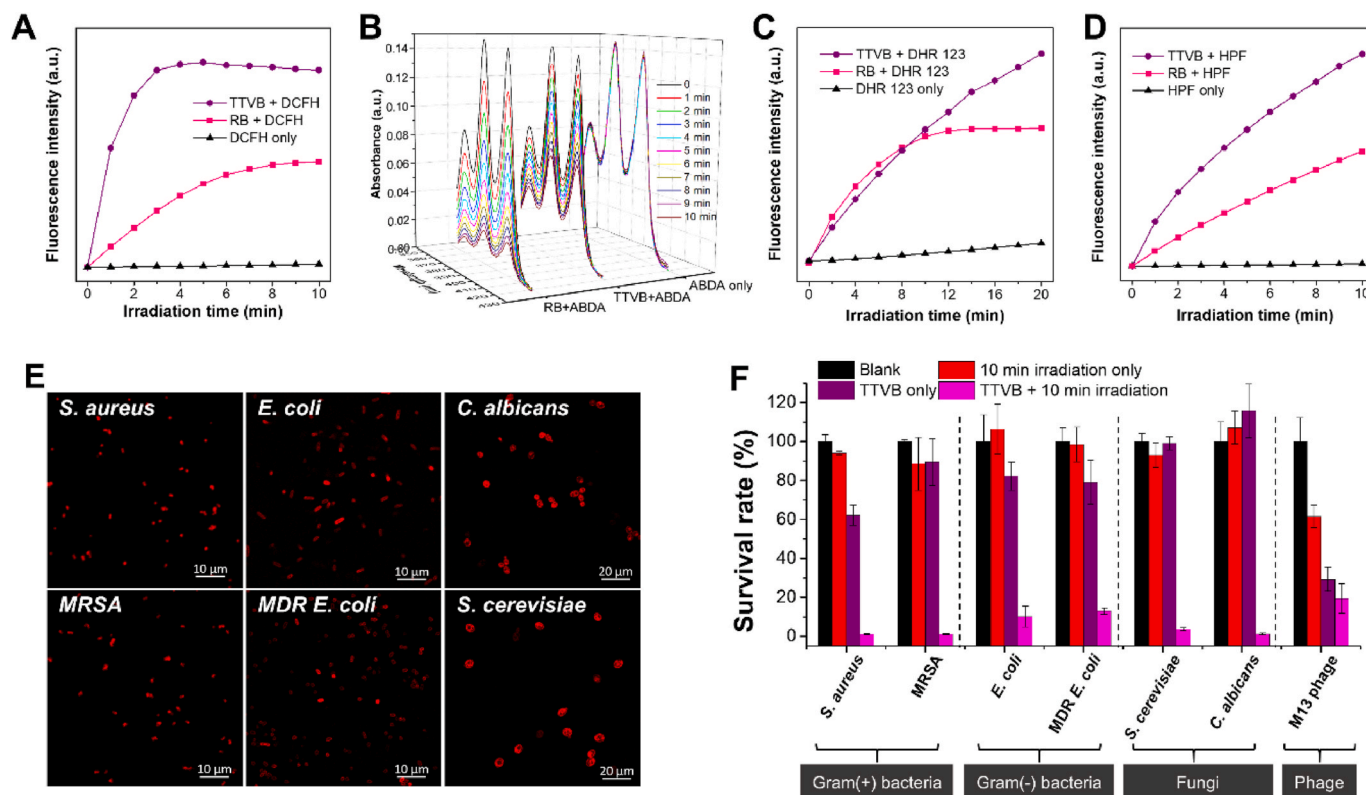 A
Fluorescence intensity (a.u.)
TTVB + DCFH
RB + DCFH
DCFH only
0 2 4 6 8 10
Irradiation time (min)
B
Absorbance (a.u.)
0.14
0.12
0.10
0.08
0.06
0.04
0.02
0.00
0
1 min
2 min
3 min
4 min
5 min
6 min
7 min
8 min
9 min
10 min
RB+ABDA
TTVB+ABDA
ABDA only
C
Fluorescence intensity (a.u.)
TTVB + DHR 123
RB + DHR 123
DHR 123 only
0 4 8 12 16 20
Irradiation time (min)
D
Fluorescence intensity (a.u.)
TTVB + HPF
RB + HPF
HPF only
0 2 4 6 8 10
Irradiation time (min)
E
S. aureus
10 μm
E. coli
10 μm
C. albicans
20 μm
MRSA
10 μm
MDR E. coli
10 μm
S. cerevisiae
20 μm
F
Blank
10 min irradiation only
TTVB only
TTVB + 10 min irradiation
Survival rate (%)
120
100
80
60
40
20
0
S. aureus
MRSA
E. coli
MDR E. coli
S. cerevisiae
C. albicans
M13 phage
Gram(+) bacteria
Gram(-) bacteria
Fungi
Phage